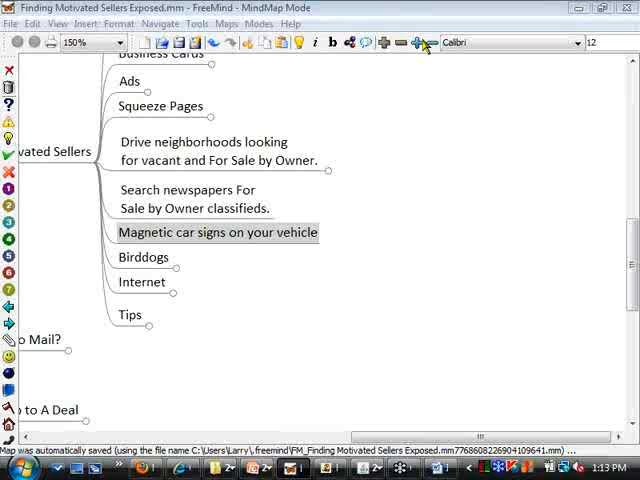 Finding Motivated Sellers Exposed.mm - FreeMind - MindMap Mode
File Edit View Insert Format Navigate Tools Maps Modes Help
150% Calibri 12
Business Cards
Ads
Squeeze Pages
vated Sellers
Drive neighborhoods looking
for vacant and For Sale by Owner.
Search newspapers For
Sale by Owner classifieds.
Magnetic car signs on your vehicle
Birddogs
Internet
Tips
o Mail?
o to A Deal
Map was automatically saved (using the file name C:\Users\Larry\.freemind\FM_Finding Motivated Sellers Exposed.mm7768608226904109641.mm) ...
1:13 PM